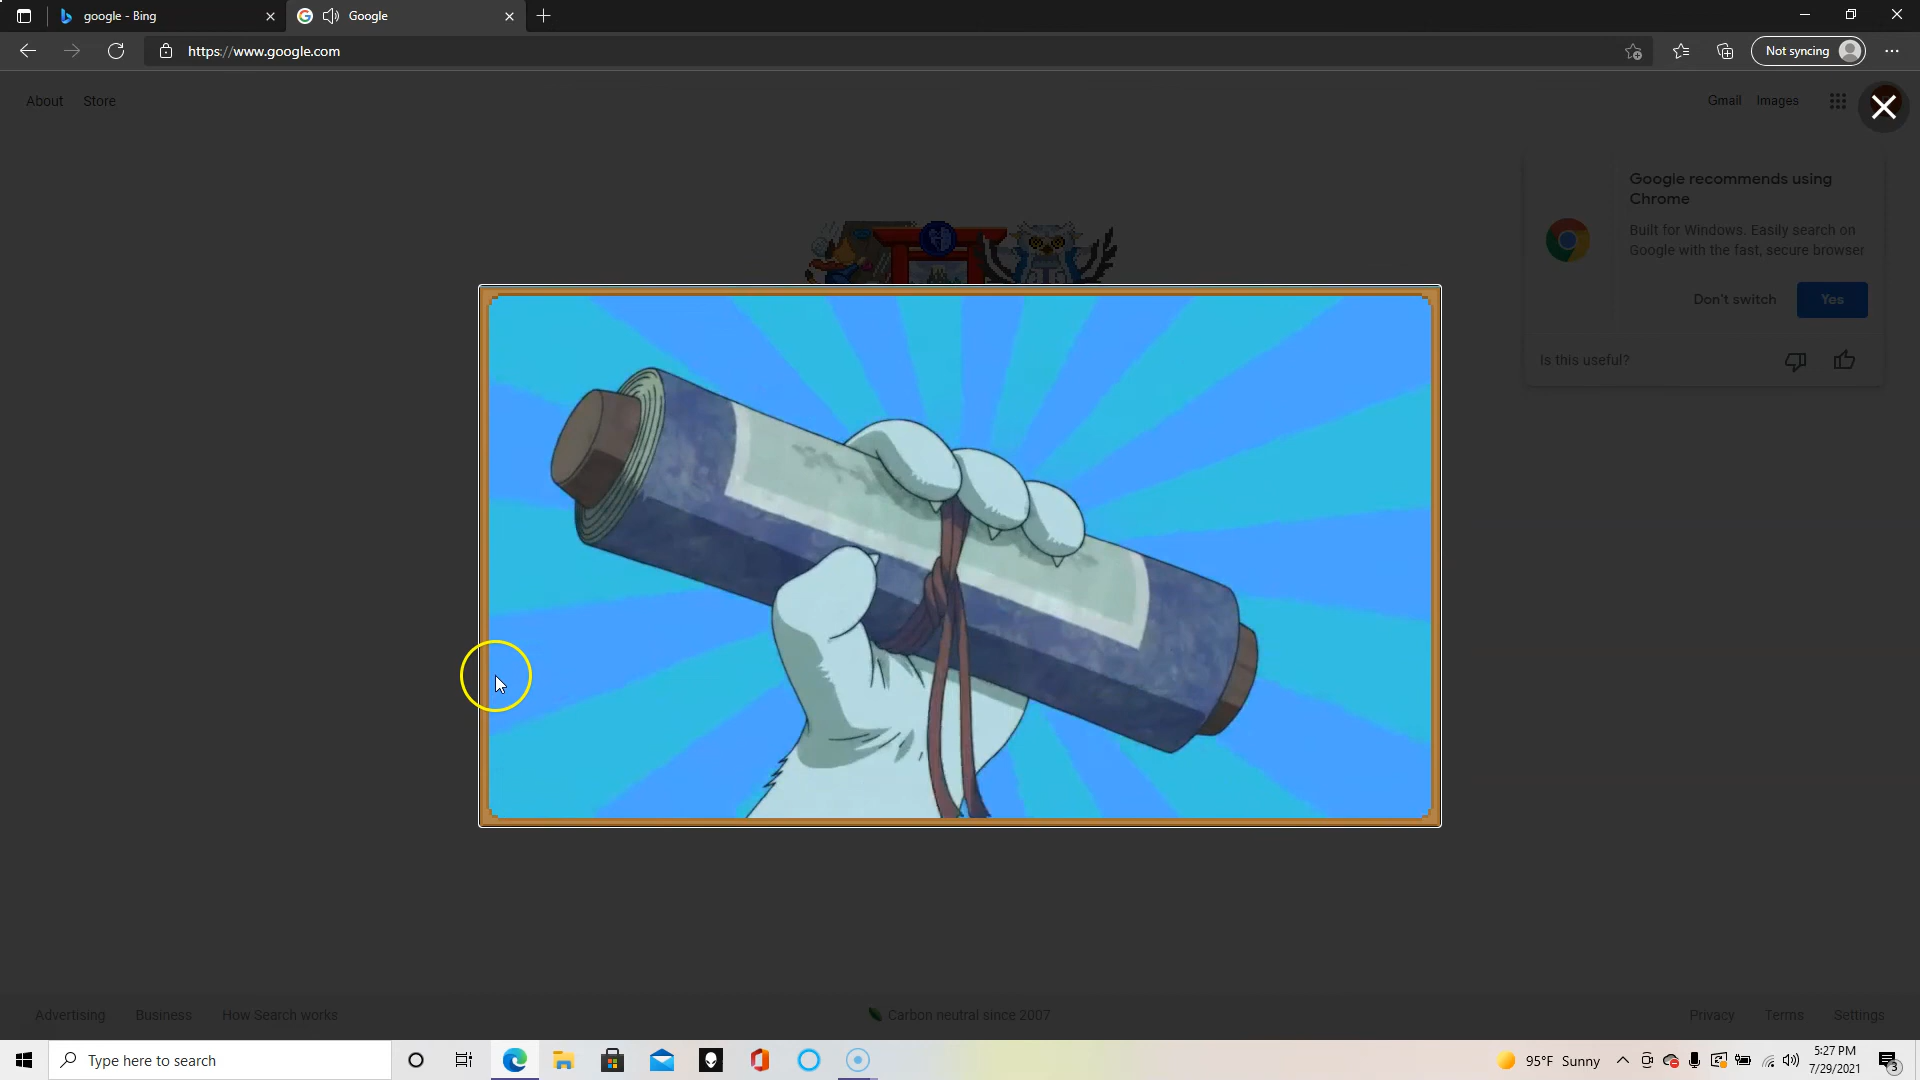 google - Bing
Google
https://www.google.com
Not syncing
About Store
Gmail Images
Google recommends using
Chrome
Built for Windows. Easily search on
Google with the fast, secure browser
Don't switch Yes
Is this useful?
Advertising Business How Search works
Carbon neutral since 2007
Privacy Terms Settings
Type here to search
95°F Sunny
5:27 PM
7/29/2021
3